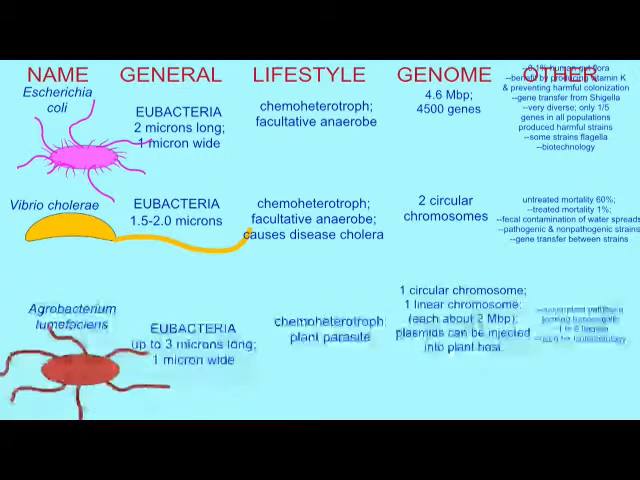 NAME GENERAL LIFESTYLE GENOME OTHER
Escherichia
coli
EUBACTERIA
2 microns long;
1 micron wide
chemoheterotroph;
facultative anaerobe
4.6 Mbp;
4500 genes
--0.1% human gut flora
--benefit by producing vitamin K
& preventing harmful colonization
--gene transfer from Shigella
--very diverse; only 1/5
genes in all populations
produced harmful strains
--some strains flagella
--biotechnology
Vibrio cholerae
EUBACTERIA
1.5-2.0 microns
chemoheterotroph;
facultative anaerobe;
causes disease cholera
2 circular
chromosomes
untreated mortality 60%;
--treated mortality 1%;
--fecal contamination of water spreads
--pathogenic & nonpathogenic strains
--gene transfer between strains
Agrobacterium
tumefaciens
EUBACTERIA
up to 3 microns long;
1 micron wide
chemoheterotroph;
plant parasite
1 circular chromosome;
1 linear chromosome;
(each about 2 Mbp);
plasmids can be injected
into plant host.